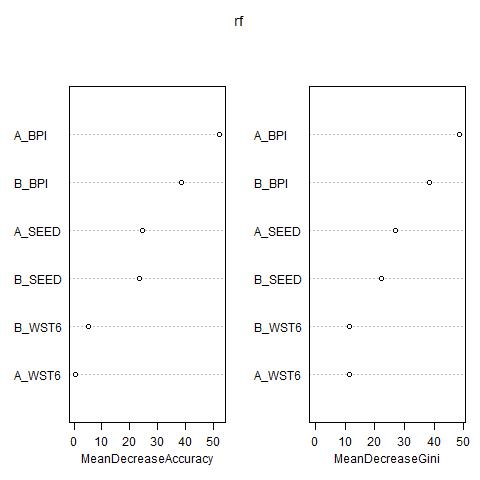 rf
A_BPI
B_BPI
A_SEED
B_SEED
B_WST6
A_WST6
0 10 20 30 40 50
MeanDecreaseAccuracy
A_BPI
B_BPI
A_SEED
B_SEED
B_WST6
A_WST6
0 10 20 30 40 50
MeanDecreaseGini